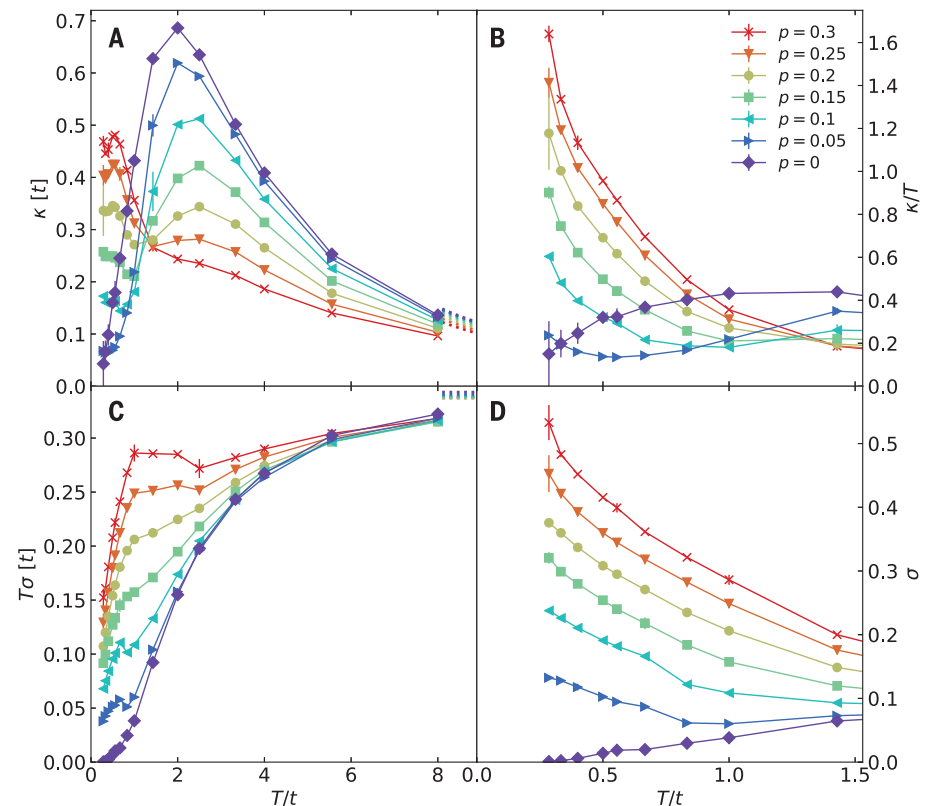 A
B
C
D
κ [t]
0.7
0.6
0.5
0.4
0.3
0.2
0.1
0.0
p = 0.3
p = 0.25
p = 0.2
p = 0.15
p = 0.1
p = 0.05
p = 0
κ/T
1.6
1.4
1.2
1.0
0.8
0.6
0.4
0.2
0.0
Tσ [t]
0.30
0.25
0.20
0.15
0.10
0.05
0.00
σ
0.5
0.4
0.3
0.2
0.1
0.0
0 2 4 6 8 0.0 0.5 1.0 1.5
T/t T/t